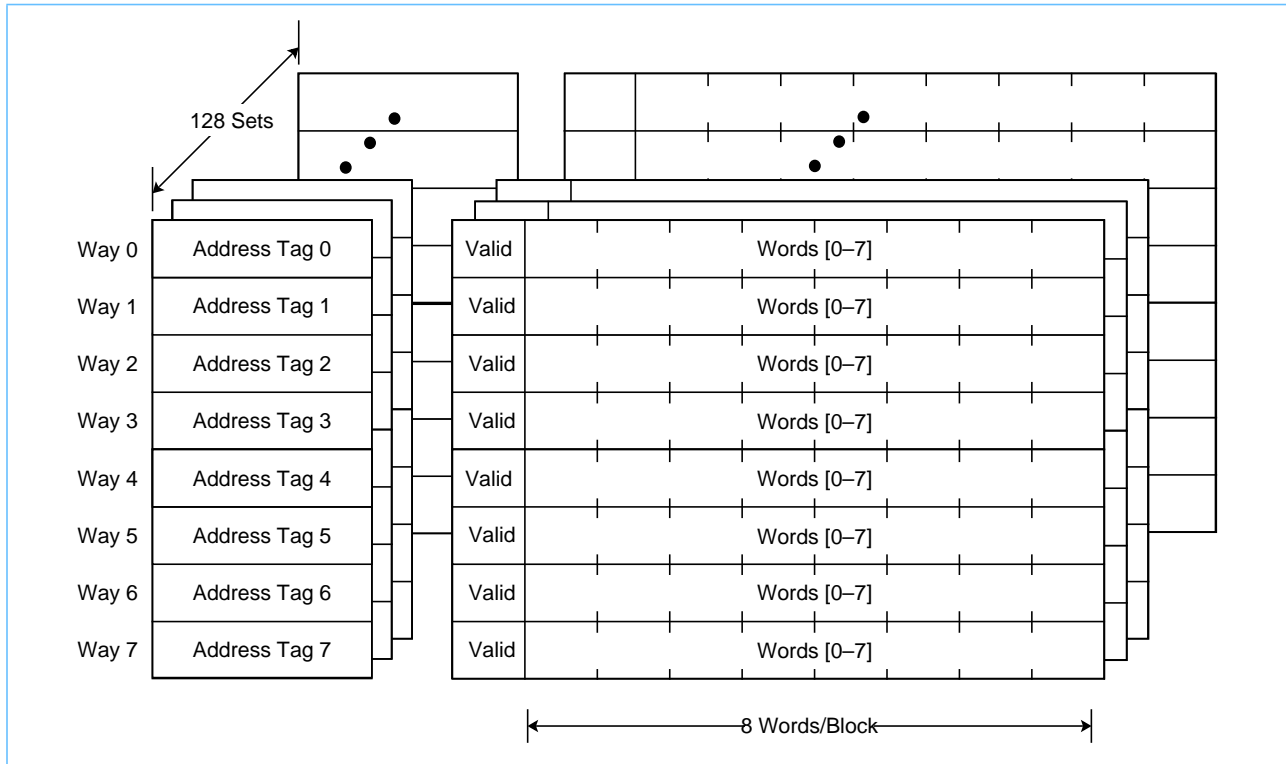 128 Sets
Way 0 Address Tag 0 Valid Words [0–7]
Way 1 Address Tag 1 Valid Words [0–7]
Way 2 Address Tag 2 Valid Words [0–7]
Way 3 Address Tag 3 Valid Words [0–7]
Way 4 Address Tag 4 Valid Words [0–7]
Way 5 Address Tag 5 Valid Words [0–7]
Way 6 Address Tag 6 Valid Words [0–7]
Way 7 Address Tag 7 Valid Words [0–7]
8 Words/Block